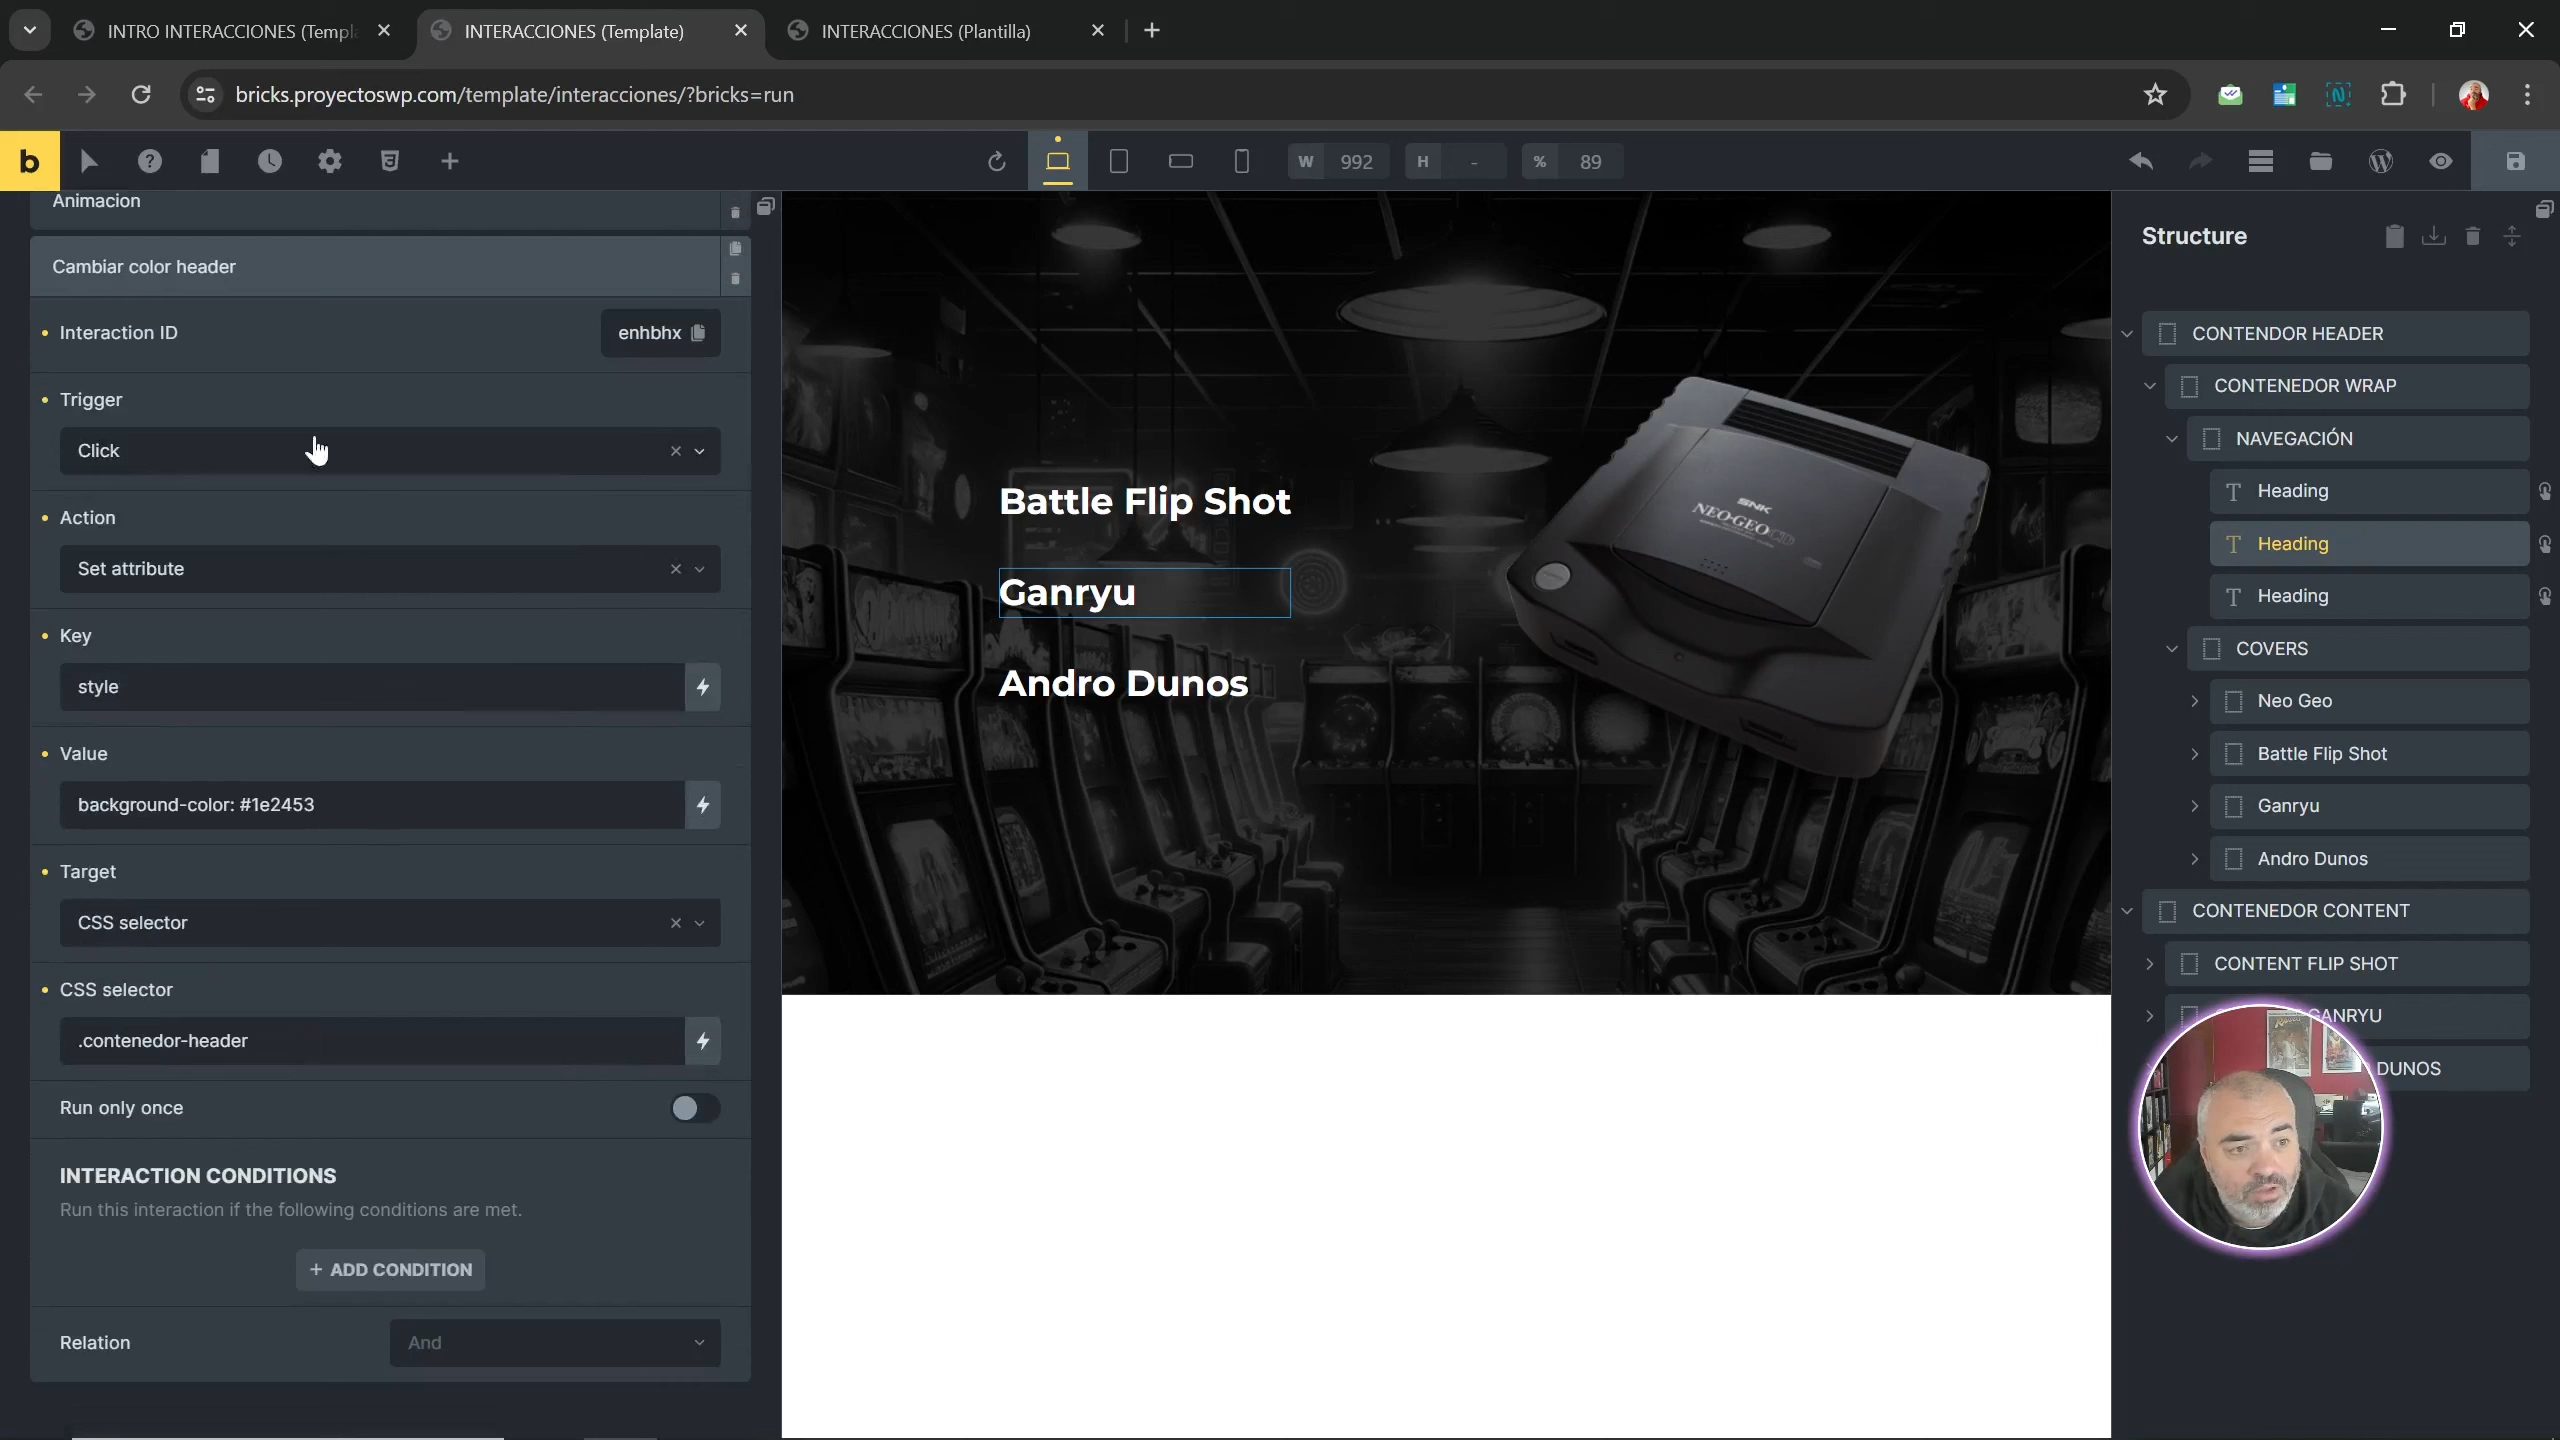 INTRO INTERACCIONES (Templ
INTERACCIONES (Template)
INTERACCIONES (Plantilla)
bricks.proyectoswp.com/template/interacciones/?bricks=run
b
W 992
H -
% 89
Animacion
Cambiar color header
Interaction ID
enhbhx
Trigger
Click
Action
Set attribute
Key
style
Value
background-color: #1e2453
Target
CSS selector
CSS selector
.contenedor-header
Run only once
INTERACTION CONDITIONS
Run this interaction if the following conditions are met.
+ ADD CONDITION
Relation
And
Battle Flip Shot
Ganryu
Andro Dunos
SNK
NEO·GEO CD
Structure
CONTENDOR HEADER
CONTENEDOR WRAP
NAVEGACIÓN
Heading
Heading
Heading
COVERS
Neo Geo
Battle Flip Shot
Ganryu
Andro Dunos
CONTENEDOR CONTENT
CONTENT FLIP SHOT
GANRYU
DUNOS